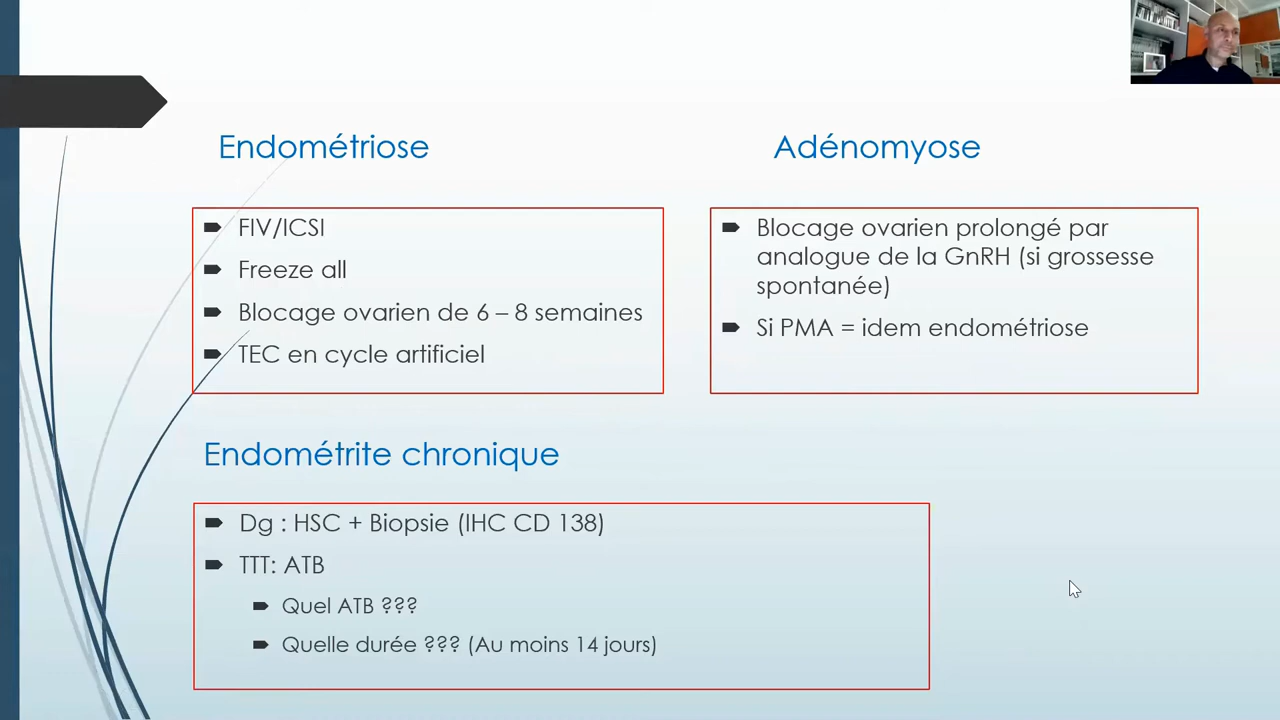 Endométriose
FIV/ICSI
Freeze all
Blocage ovarien de 6 – 8 semaines
TEC en cycle artificiel
Adénomyose
Blocage ovarien prolongé par
analogue de la GnRH (si grossesse
spontanée)
Si PMA = idem endométriose
Endométrite chronique
Dg : HSC + Biopsie (IHC CD 138)
TTT: ATB
Quel ATB ???
Quelle durée ??? (Au moins 14 jours)